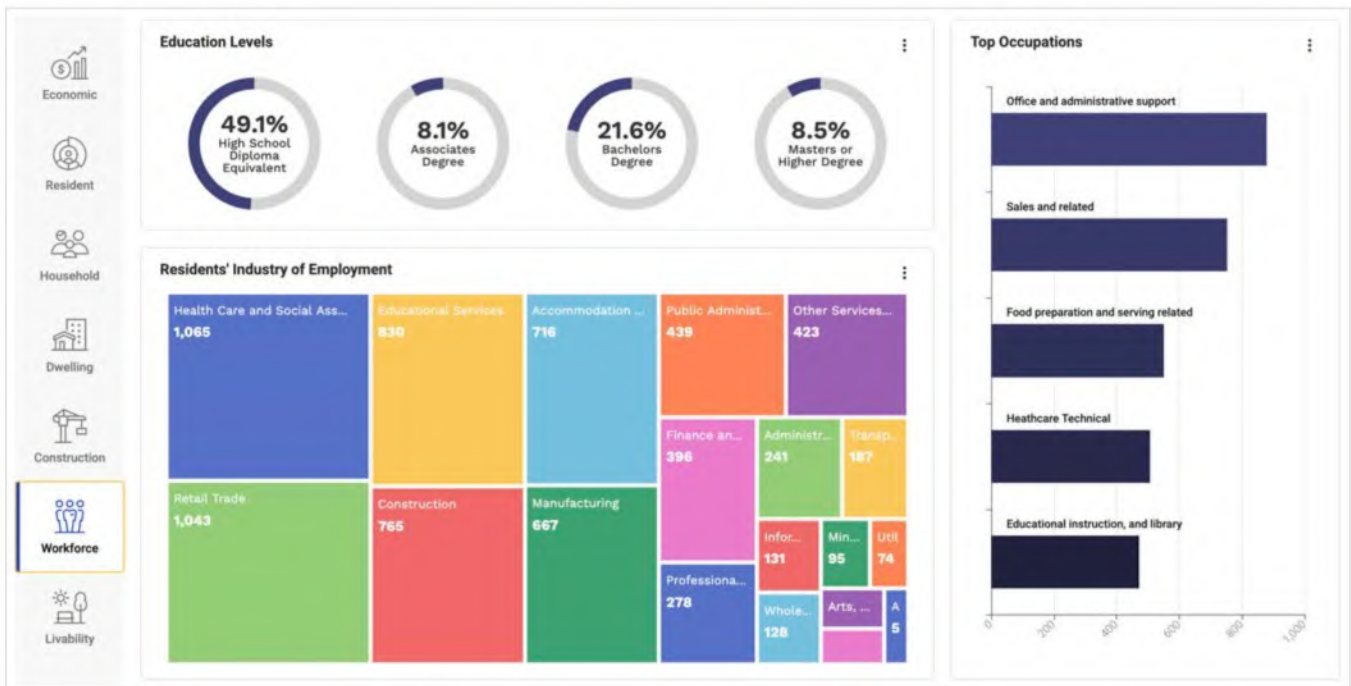 Economic
Resident
Household
Dwelling
Construction
Workforce
Livability
Education Levels
49.1%
High School
Diploma
Equivalent
8.1%
Associates
Degree
21.6%
Bachelors
Degree
8.5%
Masters or
Higher Degree
Residents' Industry of Employment
Health Care and Social Ass...
1,065
Educational Services
830
Accommodation ...
716
Public Administ...
439
Other Services...
423
Retail Trade
1,043
Construction
765
Manufacturing
667
Finance an...
396
Administr...
241
Transp...
187
Professiona...
278
Infor...
131
Min...
95
Util
74
Whole...
128
Arts, ...
A
5
Top Occupations
Office and administrative support
Sales and related
Food preparation and serving related
Heathcare Technical
Educational instruction, and library
0
200
400
600
800
1,000